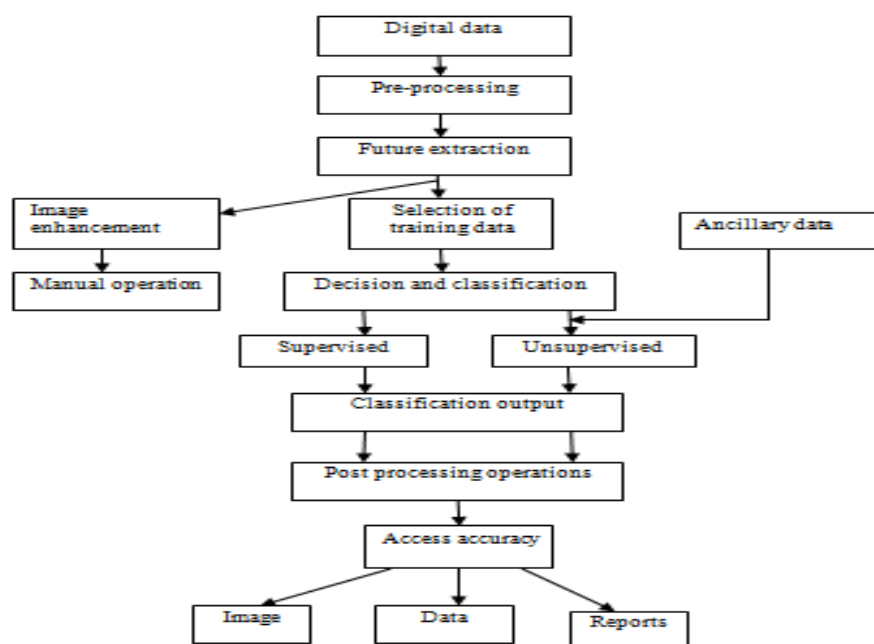 Digital data
Pre-processing
Future extraction
Image
enhancement
Selection of
training data
Ancillary data
Manual operation
Decision and classification
Supervised
Unsupervised
Classification output
Post processing operations
Access accuracy
Image
Data
Reports